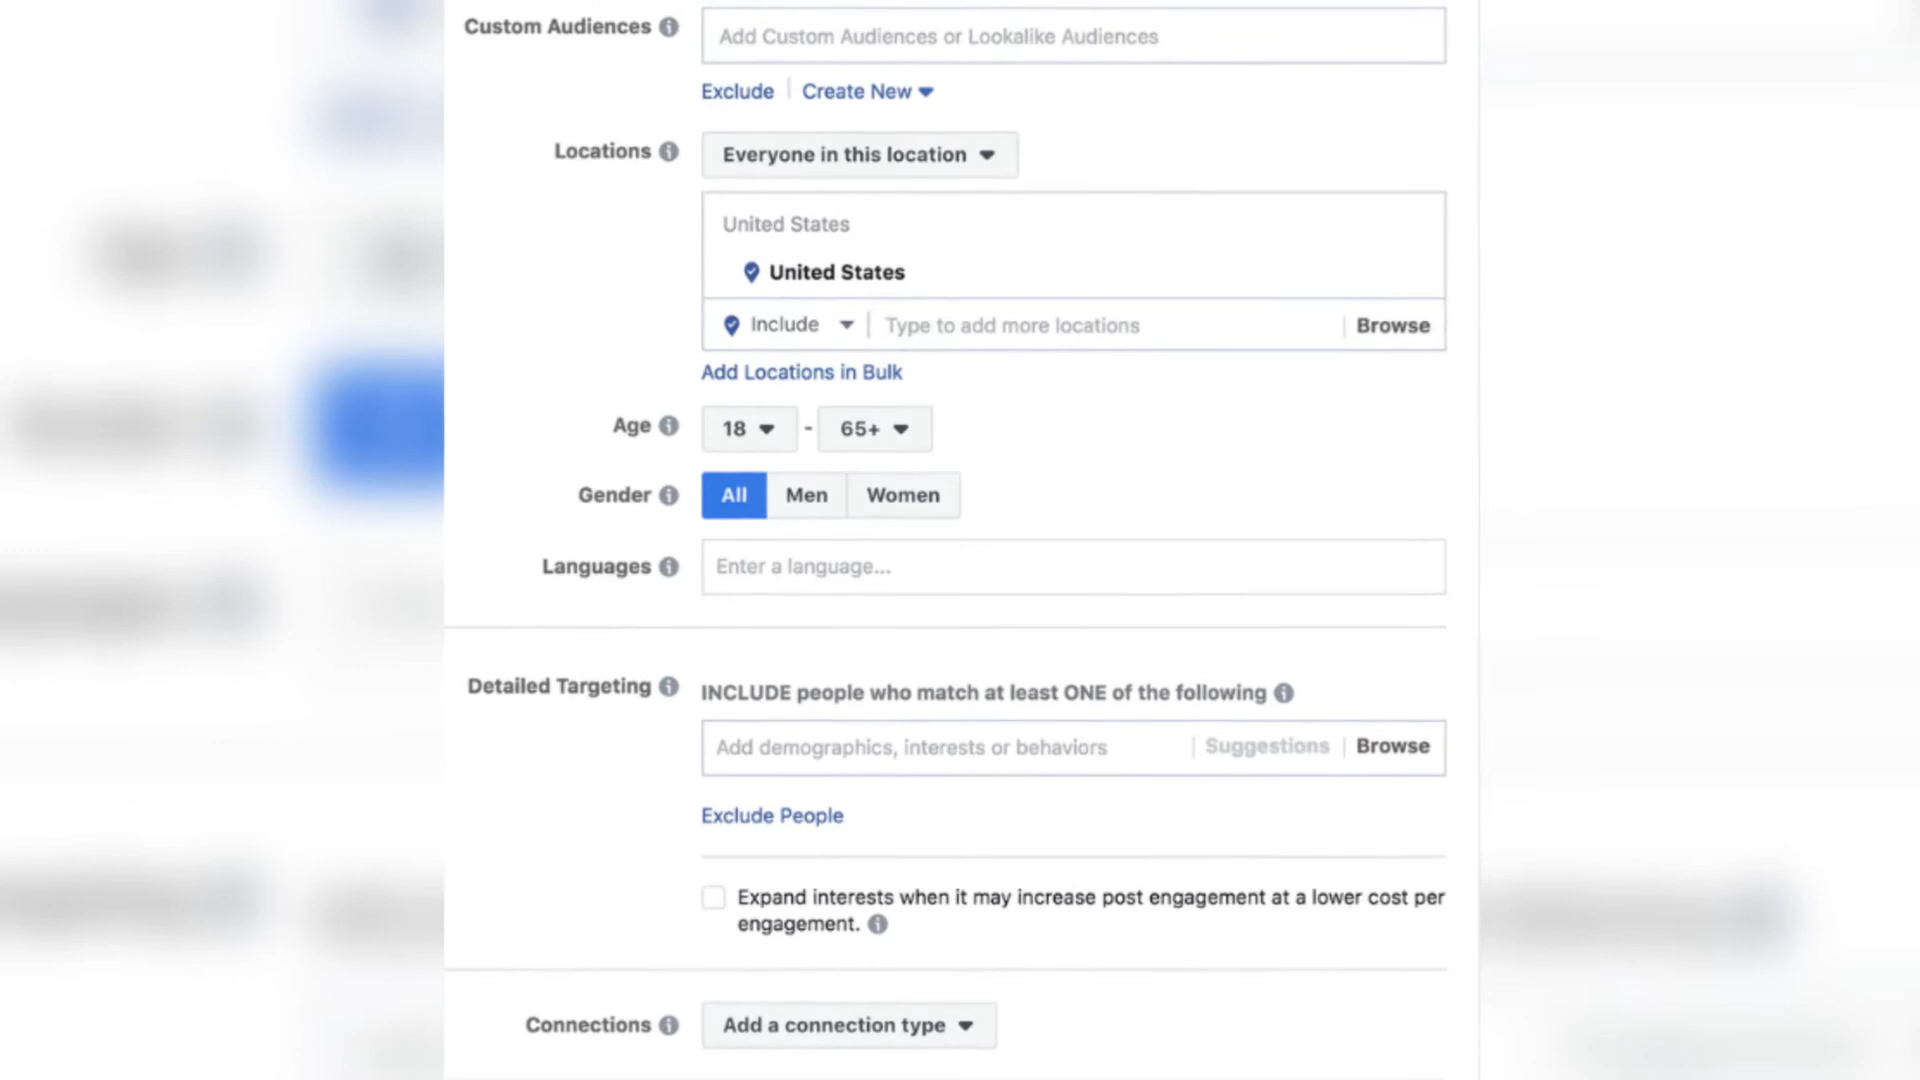 Custom Audiences
Add Custom Audiences or Lookalike Audiences
Exclude | Create New
Locations
Everyone in this location
United States
United States
Include | Type to add more locations | Browse
Add Locations in Bulk
Age 18 - 65+
Gender All Men Women
Languages Enter a language...
Detailed Targeting INCLUDE people who match at least ONE of the following
Add demographics, interests or behaviors | Suggestions | Browse
Exclude People
Expand interests when it may increase post engagement at a lower cost per
engagement.
Connections Add a connection type